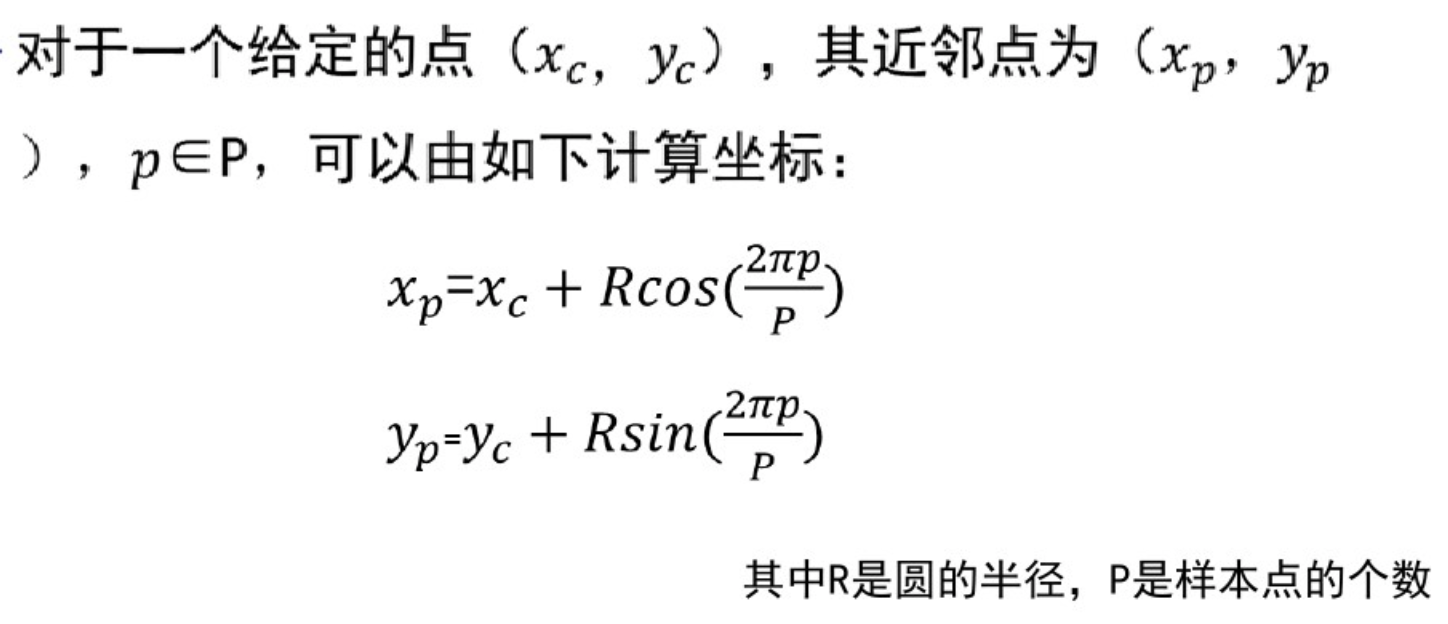 对于一个给定的点（x_c，y_c），其近邻点为（x_p，y_p
），p∈P，可以由如下计算坐标：
x_p=x_c + Rcos(\frac{2πp}{P})
y_p=y_c + Rsin(\frac{2πp}{P})
其中R是圆的半径，P是样本点的个数